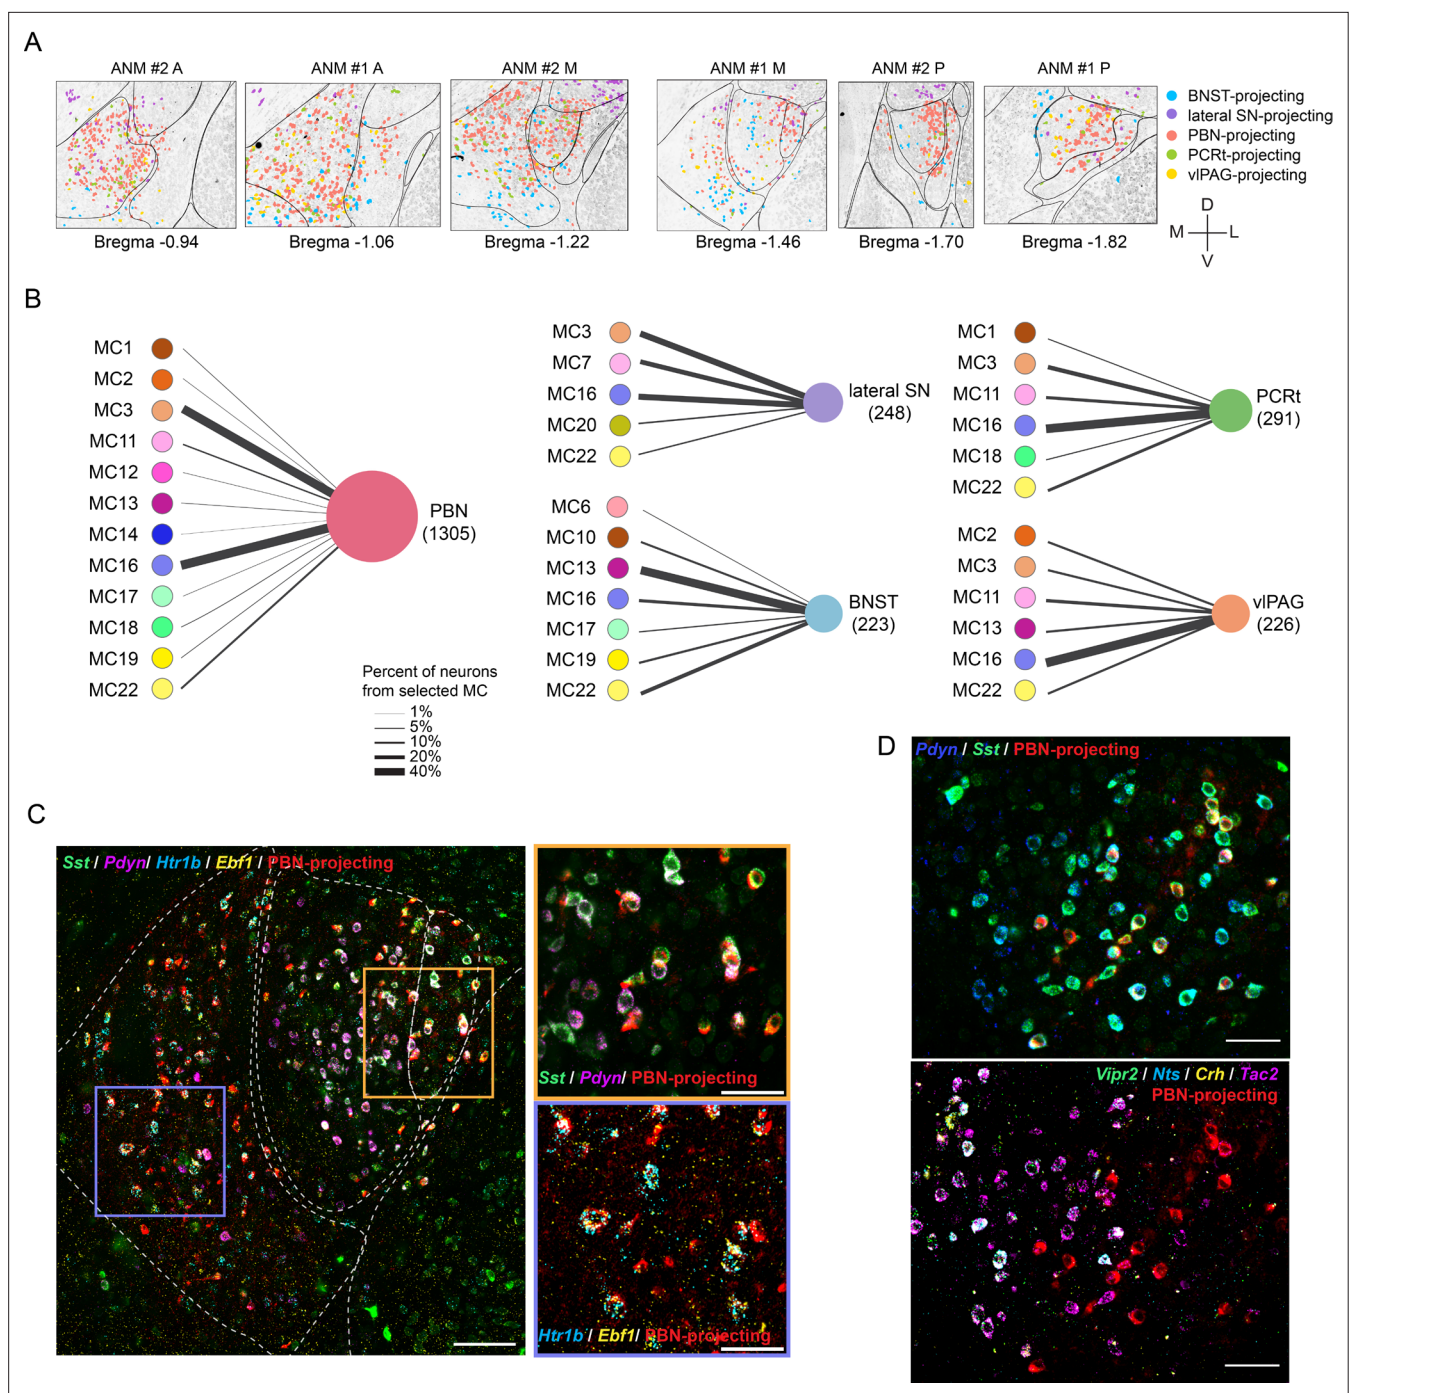 A
ANM #2 A
ANM #1 A
ANM #2 M
ANM #1 M
ANM #2 P
ANM #1 P
BNST-projecting
lateral SN-projecting
PBN-projecting
PCRt-projecting
vlPAG-projecting
D
M
L
V
Bregma -0.94
Bregma -1.06
Bregma -1.22
Bregma -1.46
Bregma -1.70
Bregma -1.82
B
MC1
MC2
MC3
MC11
MC12
MC13
MC14
MC16
MC17
MC18
MC19
MC22
PBN
(1305)
MC3
MC7
MC16
MC20
MC22
lateral SN
(248)
MC1
MC3
MC11
MC16
MC18
MC22
PCRt
(291)
MC6
MC10
MC13
MC16
MC17
MC19
MC22
BNST
(223)
MC2
MC3
MC11
MC13
MC16
MC22
vlPAG
(226)
Percent of neurons
from selected MC
1%
5%
10%
20%
40%
C
Sst / Pdyn/ Htr1b / Ebf1 / PBN-projecting
Sst / Pdyn/ PBN-projecting
Htr1b / Ebf1/ PBN-projecting
D
Pdyn / Sst / PBN-projecting
Vipr2 / Nts / Crh / Tac2
PBN-projecting